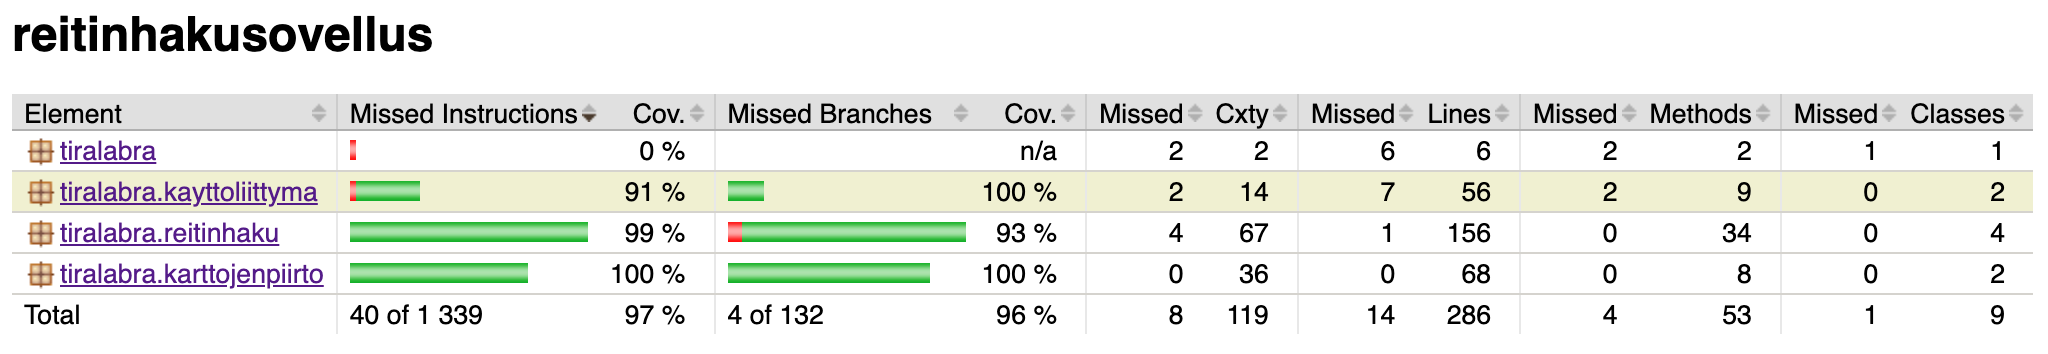 reitinhakusovellus
Element Missed Instructions Cov. Missed Branches Cov. Missed Cxty Missed Lines Missed Methods Missed Classes
tiralabra 0 % n/a 2 2 6 6 2 2 1 1
tiralabra.kayttoliittyma 91 % 100 % 2 14 7 56 2 9 0 2
tiralabra.reitinhaku 99 % 93 % 4 67 1 156 0 34 0 4
tiralabra.karttojenpiirto 100 % 100 % 0 36 0 68 0 8 0 2
Total 40 of 1 339 97 % 4 of 132 96 % 8 119 14 286 4 53 1 9